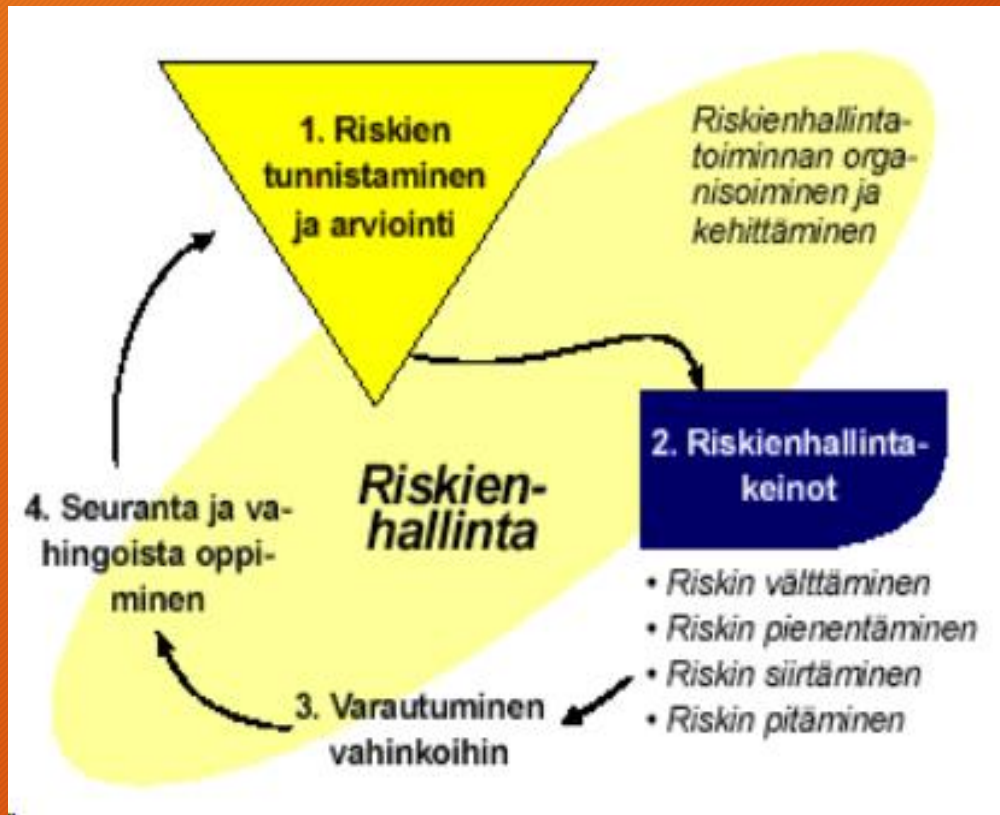 1. Riskien
tunnistaminen
ja arviointi
Riskienhallinta-
toiminnan orga-
nisoiminen ja
kehittäminen
2. Riskienhallinta-
keinot
Riskien-
hallinta
4. Seuranta ja va-
hingoista oppi-
minen
• Riskin välttäminen
• Riskin pienentäminen
• Riskin siirtäminen
• Riskin pitäminen
3. Varautuminen
vahinkoihin